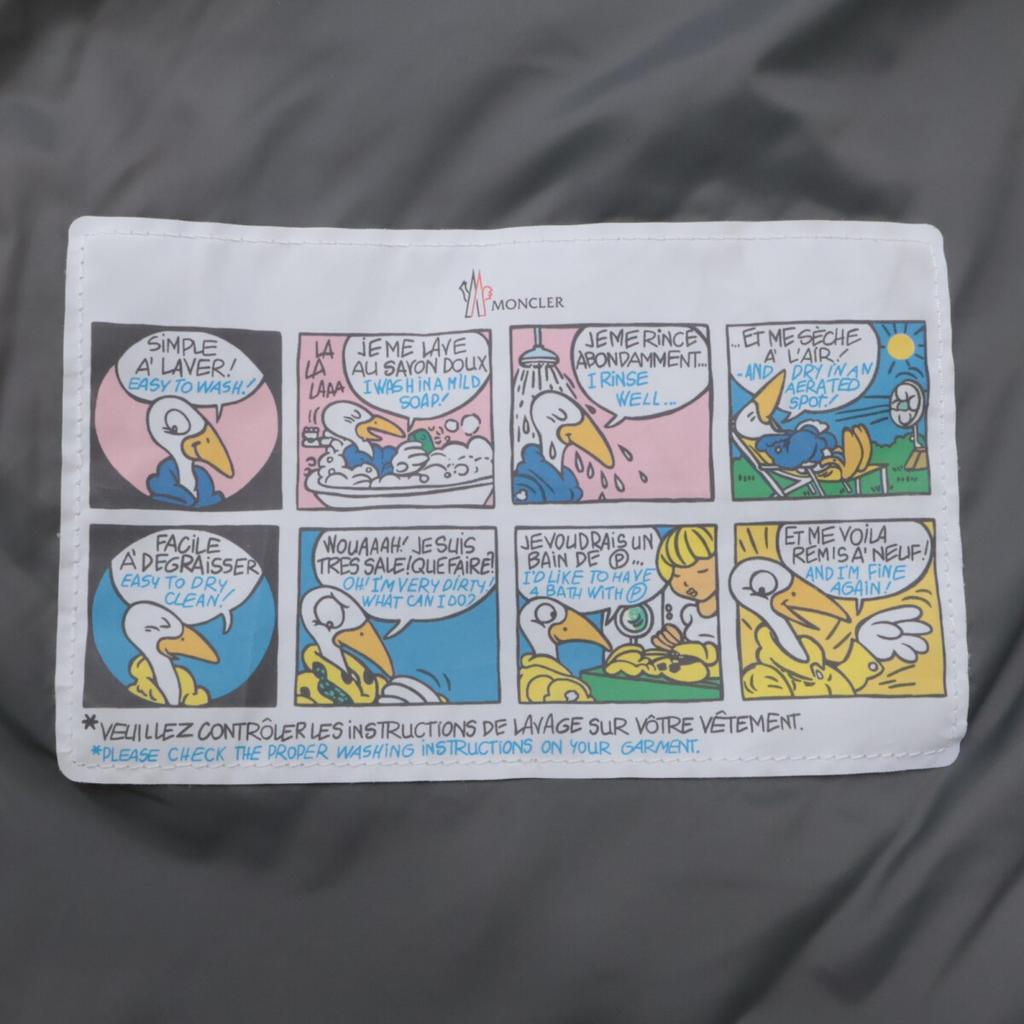 MONCLER
SIMPLE
A' LAVER!
EASY TO WASH!
LA
LA
LAAA
JE ME LAVE
AU SAVON DOUX
I WASH IN A MILD
SOAP!
JE ME RINCE
ABONDAMMENT...
I RINSE
WELL...
...ET ME SÈCHE
A' L'AIR!
-AND DRY IN AN
AERATED
SPOT!
FACILE
A' DEGRAISSER
EASY TO DRY
CLEAN!
WOUAAAH! JE SUIS
TRES SALE! QUE FAIRE?
OH! I'M VERY DIRTY!
WHAT CAN I DO?
JE VOUDRAIS UN
BAIN DE Ⓟ...
I'D LIKE TO HAVE
A BATH WITH Ⓟ
ET ME VOILA
REMIS A' NEUF!
AND I'M FINE
AGAIN!
*VEUILLEZ CONTRÔLER LES INSTRUCTIONS DE LAVAGE SUR VÔTRE VÊTEMENT.
*PLEASE CHECK THE PROPER WASHING INSTRUCTIONS ON YOUR GARMENT.